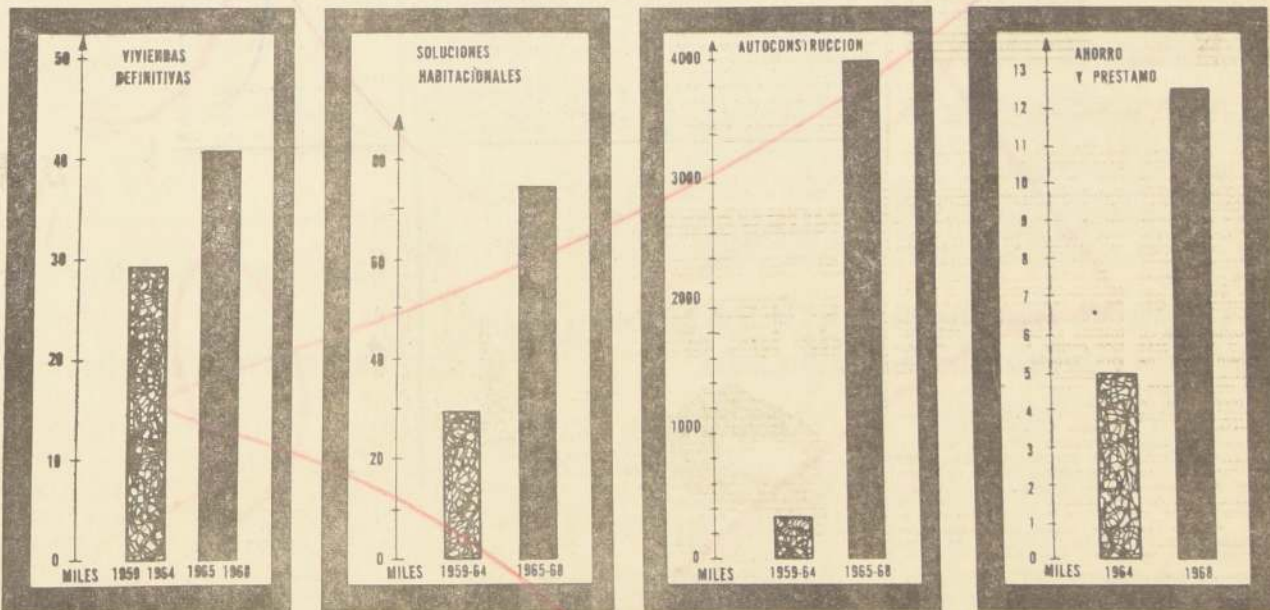 VIVIENDAS
DEFINITIVAS
50
40
30
20
10
0
MILES 1959 1964 1965 1968
SOLUCIONES
HABITACIONALES
80
60
40
20
0
MILES 1959-64 1965-68
AUTOCONSTRUCCION
4000
3000
2000
1000
0
MILES 1959-64 1965-68
AHORRO
Y PRESTAMO
13
12
11
10
9
8
7
6
5
4
3
2
1
0
MILES 1964 1968